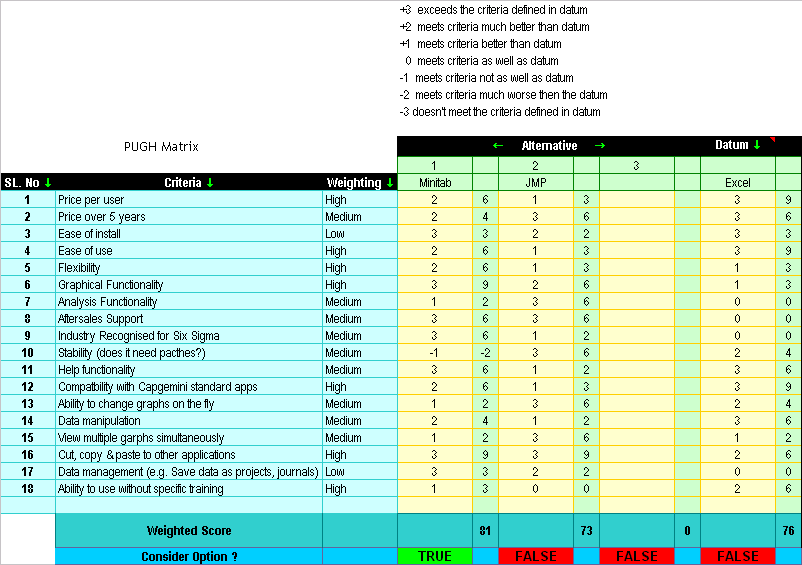 +3 exceeds the criteria defined in datum
+2 meets criteria much better than datum
+1 meets criteria better than datum
0 meets criteria as well as datum
-1 meets criteria not as well as datum
-2 meets criteria much worse then the datum
-3 doesn't meet the criteria defined in datum
PUGH Matrix
← Alternative → Datum ↓
1 2 3
SL. No ↓ Criteria ↓ Weighting ↓ Minitab JMP Excel
1 Price per user High 2 6 1 3 3 9
2 Price over 5 years Medium 2 4 3 6 3 6
3 Ease of install Low 3 3 2 2 3 3
4 Ease of use High 2 6 1 3 3 9
5 Flexibility High 2 6 1 3 1 3
6 Graphical Functionality High 3 9 2 6 1 3
7 Analysis Functionality Medium 1 2 3 6 0 0
8 Aftersales Support Medium 3 6 3 6 0 0
9 Industry Recognised for Six Sigma Medium 3 6 1 2 0 0
10 Stability (does it need pacthes?) Medium -1 -2 3 6 2 4
11 Help functionality Medium 3 6 1 2 3 6
12 Compatbility with Capgemini standard apps High 2 6 1 3 3 9
13 Ability to change graphs on the fly Medium 1 2 3 6 2 4
14 Data manipulation Medium 2 4 1 2 3 6
15 View multiple garphs simultaneously Medium 1 2 3 6 1 2
16 Cut, copy & paste to other applications High 3 9 3 9 2 6
17 Data management (e.g. Save data as projects, journals) Low 3 3 2 2 0 0
18 Ability to use without specific training High 1 3 0 0 2 6
Weighted Score 81 73 0 76
Consider Option ? TRUE FALSE FALSE FALSE